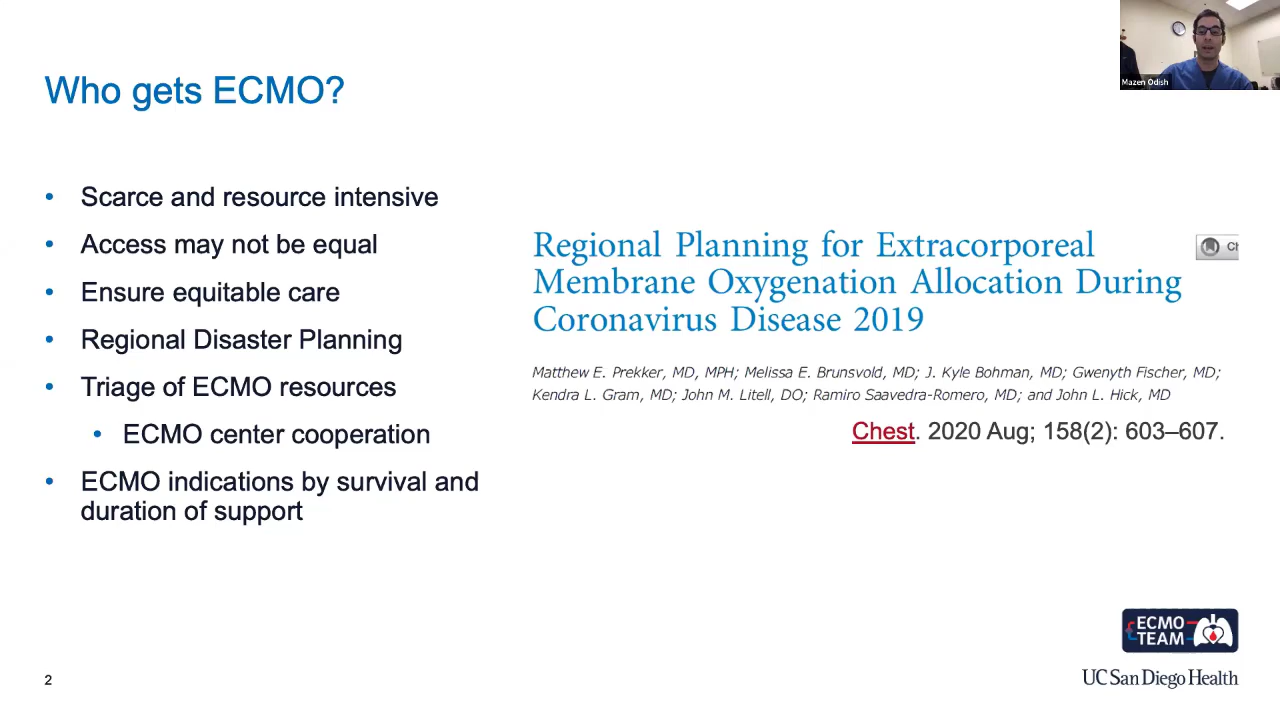 Mazen Odish
Who gets ECMO?
• Scarce and resource intensive
• Access may not be equal
• Ensure equitable care
• Regional Disaster Planning
• Triage of ECMO resources
• ECMO center cooperation
• ECMO indications by survival and
duration of support
Regional Planning for Extracorporeal
Membrane Oxygenation Allocation During
Coronavirus Disease 2019
Matthew E. Prekker, MD, MPH; Melissa E. Brunsvold, MD; J. Kyle Bohman, MD; Gwenyth Fischer, MD;
Kendra L. Gram, MD; John M. Litell, DO; Ramiro Saavedra-Romero, MD; and John L. Hick, MD
Chest. 2020 Aug; 158(2): 603–607.
ECMO
TEAM
UC San Diego Health
2